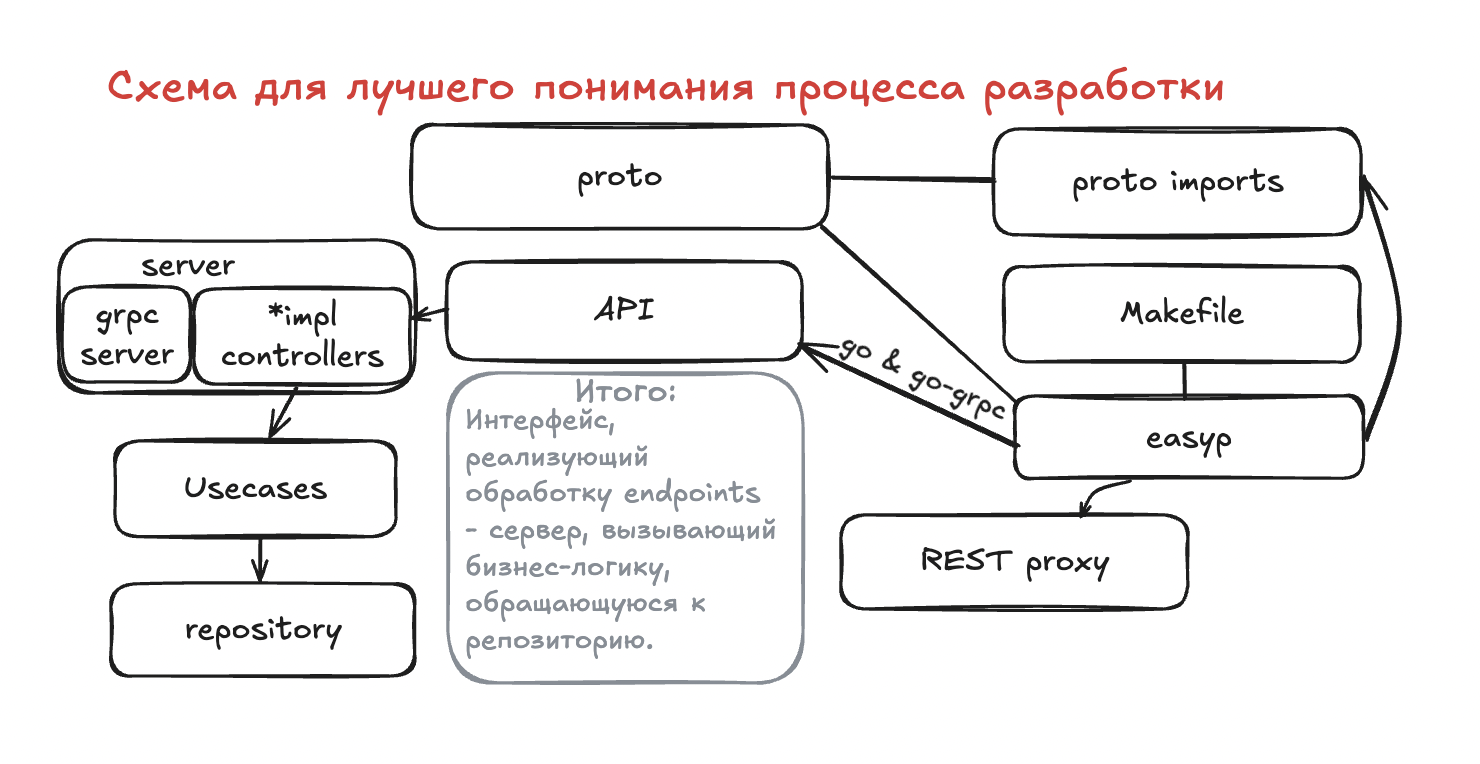 Схема для лучшего понимания процесса разработки
proto
proto imports
server
grpc
server
*impl
controllers
API
Makefile
go & go-grpc
easyp
Usecases
repository
Итого:
Интерфейс,
реализующий
обработку endpoints
- сервер, вызывающий
бизнес-логику,
обращающуюся к
репозиторию.
REST proxy